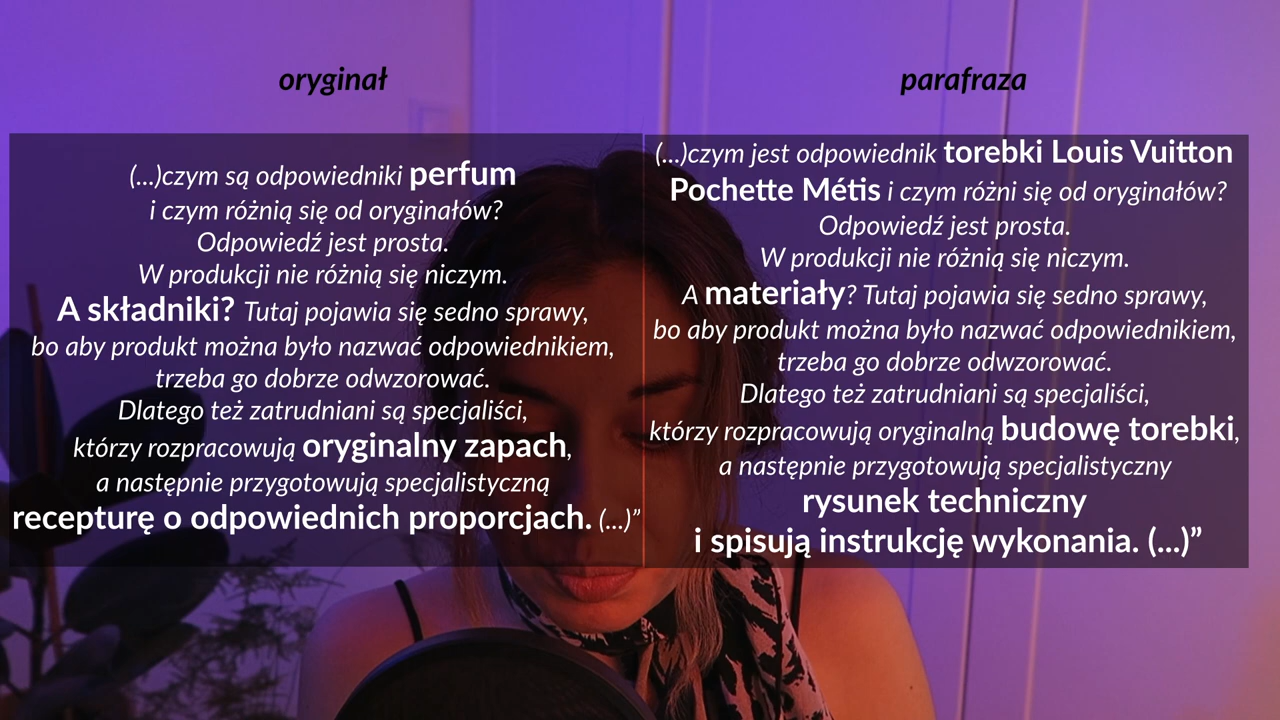 oryginał
(...)czym są odpowiedniki perfum
i czym różnią się od oryginałów?
Odpowiedź jest prosta.
W produkcji nie różnią się niczym.
A składniki? Tutaj pojawia się sedno sprawy,
bo aby produkt można było nazwać odpowiednikiem,
trzeba go dobrze odwzorować.
Dlatego też zatrudniani są specjaliści,
którzy rozpracowują oryginalny zapach,
a następnie przygotowują specjalistyczną
recepturę o odpowiednich proporcjach. (...)”
parafraza
(...)czym jest odpowiednik torebki Louis Vuitton
Pochette Métis i czym różni się od oryginałów?
Odpowiedź jest prosta.
W produkcji nie różnią się niczym.
A materiały? Tutaj pojawia się sedno sprawy,
bo aby produkt można było nazwać odpowiednikiem,
trzeba go dobrze odwzorować.
Dlatego też zatrudniani są specjaliści,
którzy rozpracowują oryginalną budowę torebki,
a następnie przygotowują specjalistyczny
rysunek techniczny
i spisują instrukcję wykonania. (...)”